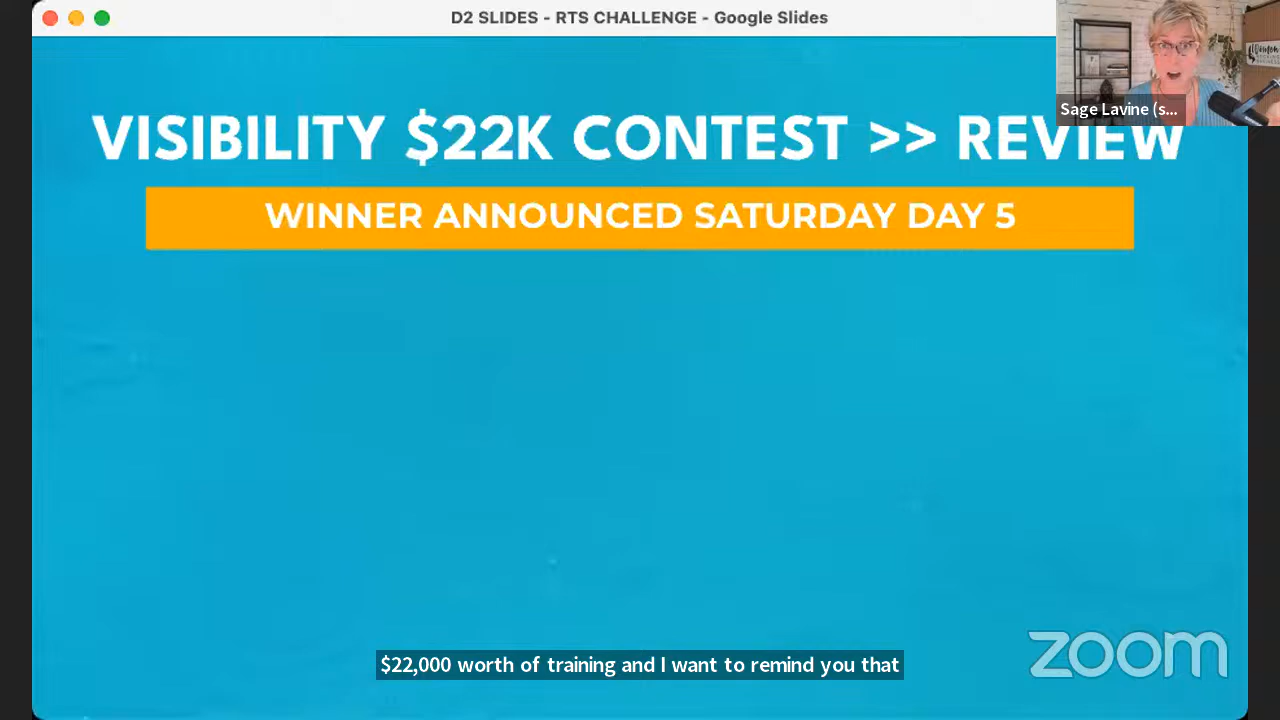 D2 SLIDES - RTS CHALLENGE - Google Slides
Sage Lavine (s...
VISIBILITY $22K CONTEST >> REVIEW
WINNER ANNOUNCED SATURDAY DAY 5
$22,000 worth of training and I want to remind you that
zoom